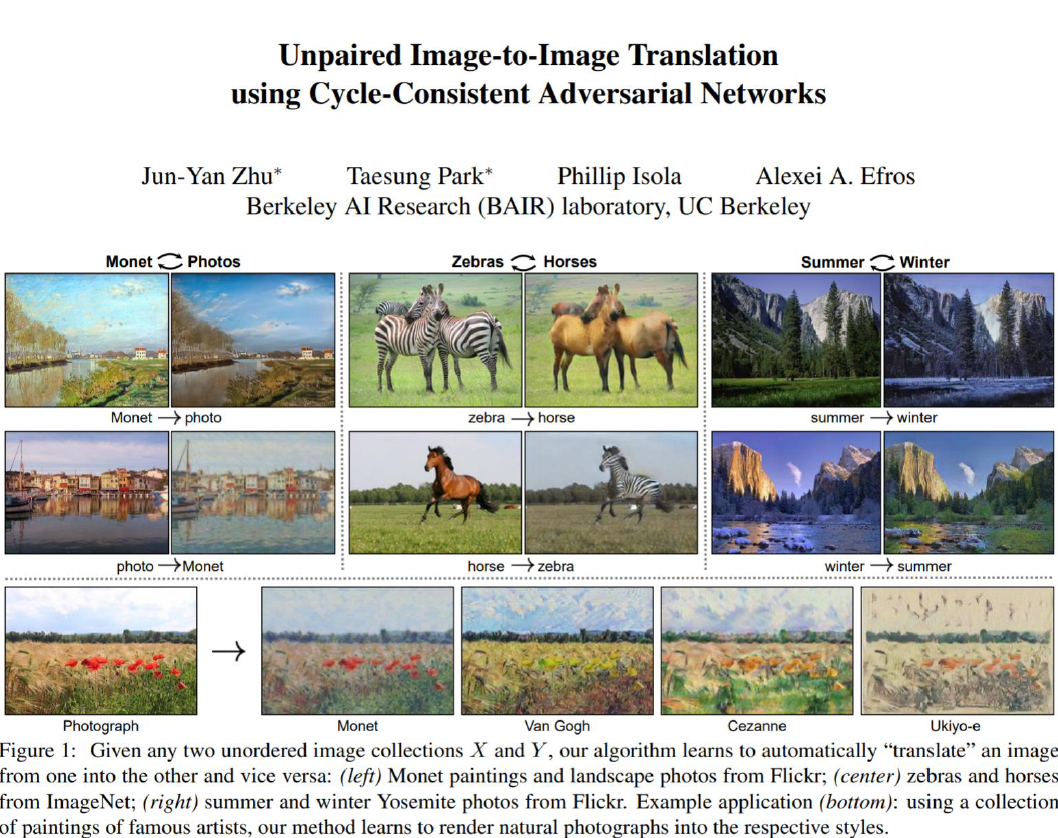 Unpaired Image-to-Image Translation
using Cycle-Consistent Adversarial Networks
Jun-Yan Zhu* Taesung Park* Phillip Isola Alexei A. Efros
Berkeley AI Research (BAIR) laboratory, UC Berkeley
Monet Photos
Zebras Horses
Summer Winter
Monet → photo
zebra → horse
summer → winter
photo → Monet
horse → zebra
winter → summer
Photograph
Monet
Van Gogh
Cezanne
Ukiyo-e
Figure 1: Given any two unordered image collections X and Y, our algorithm learns to automatically “translate” an image
from one into the other and vice versa: (left) Monet paintings and landscape photos from Flickr; (center) zebras and horses
from ImageNet; (right) summer and winter Yosemite photos from Flickr. Example application (bottom): using a collection
of paintings of famous artists, our method learns to render natural photographs into the respective styles.